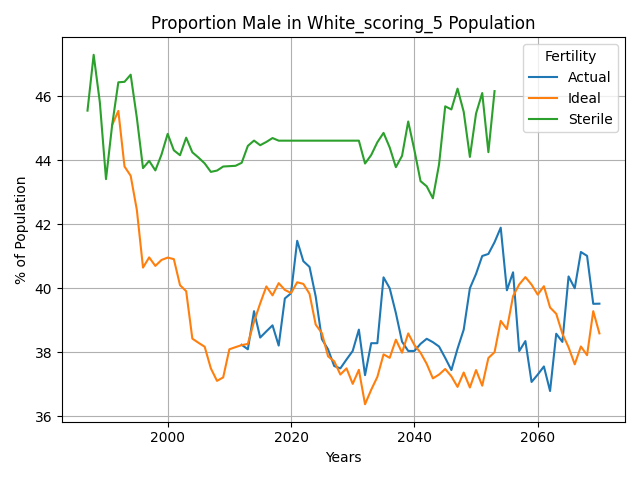 Proportion Male in White_scoring_5 Population
Fertility
Actual
Ideal
Sterile
% of Population
46
44
42
40
38
36
2000
2020
2040
2060
Years